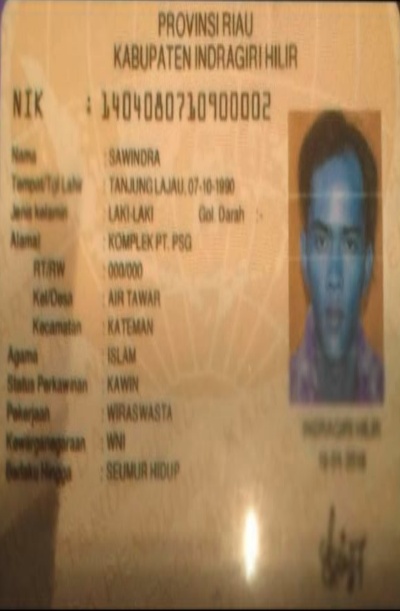 PROVINSI RIAU
KABUPATEN INDRAGIRI HILIR
NIK : 1404080710900002
Nama : SAWINDRA
Tempat/Tgl Lahir : TANJUNG LAJAU, 07-10-1990
Jenis kelamin : LAKI-LAKI Gol. Darah :-
Alamat : KOMPLEK PT. PSG
RT/RW : 000/000
Kel/Desa : AIR TAWAR
Kecamatan : KATEMAN
Agama : ISLAM
Status Perkawinan : KAWIN
Pekerjaan : WIRASWASTA
Kewarganegaraan : WNI
Berlaku Hingga : SEUMUR HIDUP
INDRAGIRI HILIR